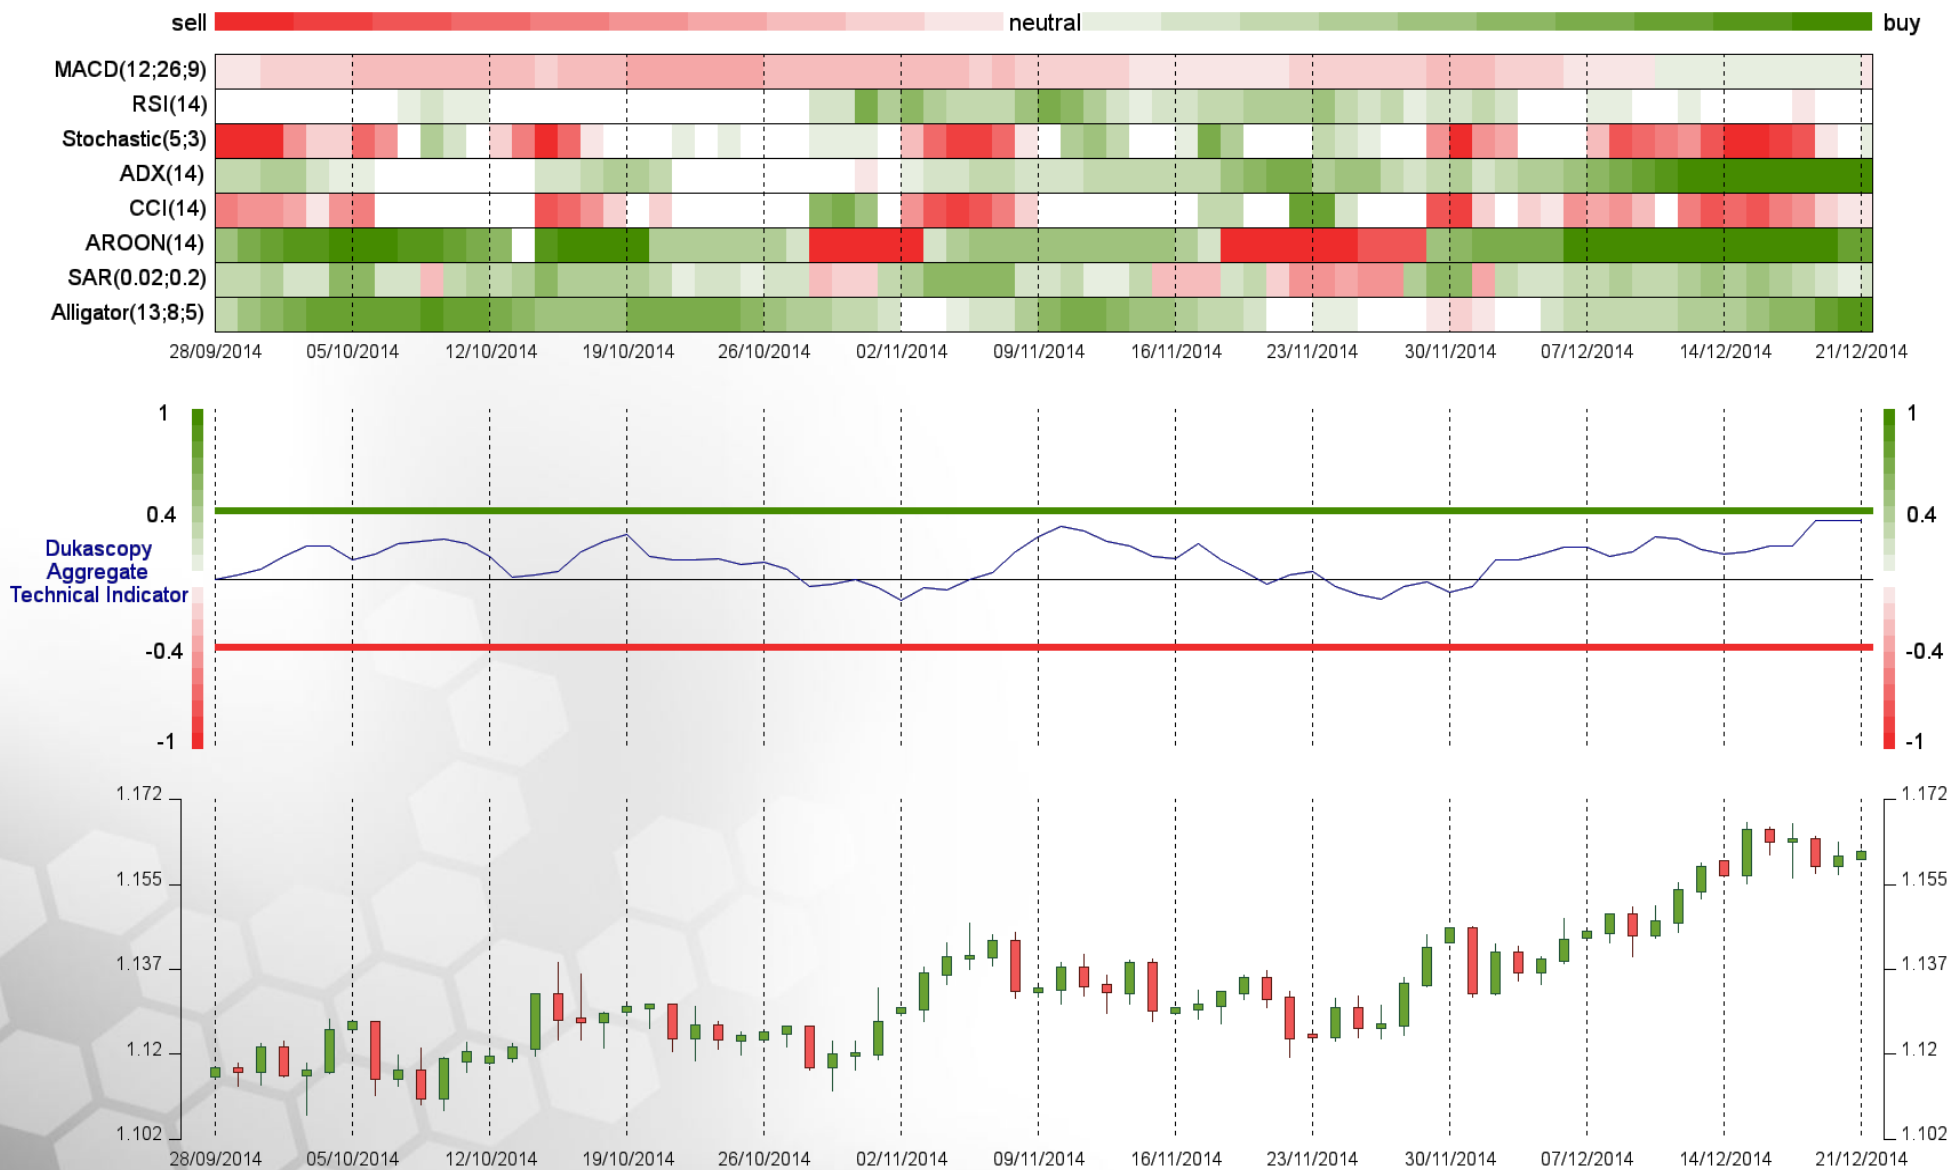 sell neutral buy
MACD(12;26;9)
RSI(14)
Stochastic(5;3)
ADX(14)
CCI(14)
AROON(14)
SAR(0.02;0.2)
Alligator(13;8;5)
28/09/2014 05/10/2014 12/10/2014 19/10/2014 26/10/2014 02/11/2014 09/11/2014 16/11/2014 23/11/2014 30/11/2014 07/12/2014 14/12/2014 21/12/2014
1 1
0.4 0.4
Dukascopy
Aggregate
Technical Indicator
-0.4 -0.4
-1 -1
1.172 1.172
1.155 1.155
1.137 1.137
1.12 1.12
1.102 1.102
28/09/2014 05/10/2014 12/10/2014 19/10/2014 26/10/2014 02/11/2014 09/11/2014 16/11/2014 23/11/2014 30/11/2014 07/12/2014 14/12/2014 21/12/2014